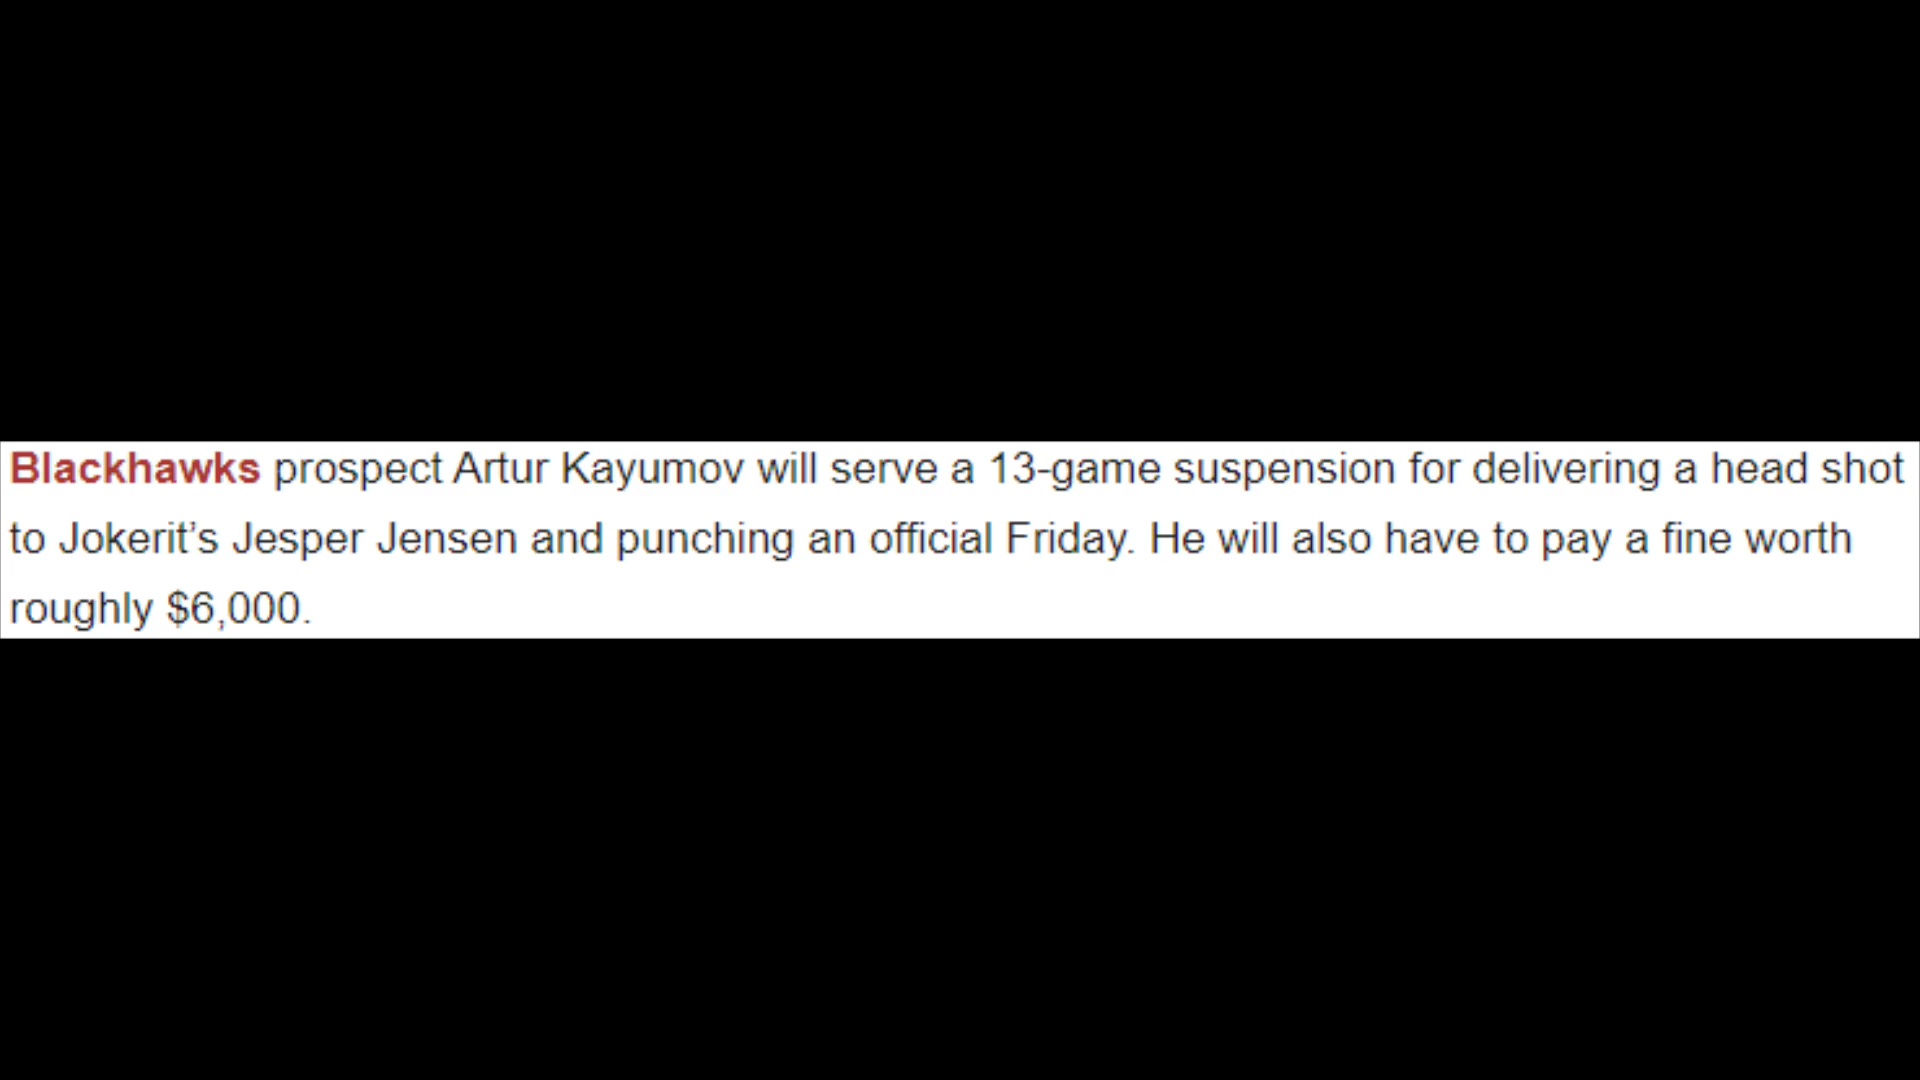 Blackhawks prospect Artur Kayumov will serve a 13-game suspension for delivering a head shot
to Jokerit’s Jesper Jensen and punching an official Friday. He will also have to pay a fine worth
roughly $6,000.